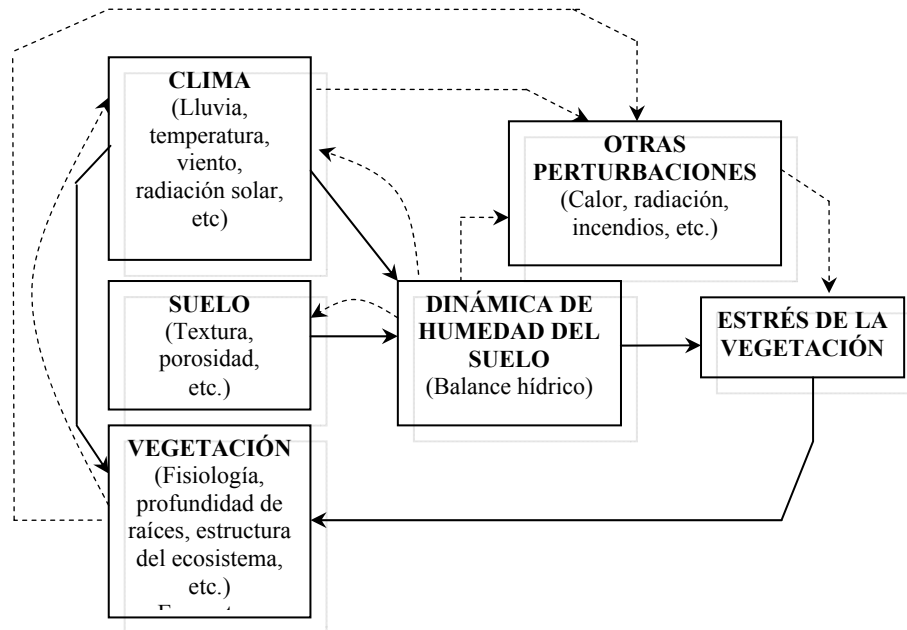 CLIMA
(Lluvia,
temperatura,
viento,
radiación solar,
etc)
OTRAS
PERTURBACIONES
(Calor, radiación,
incendios, etc.)
SUELO
(Textura,
porosidad,
etc.)
DINÁMICA DE
HUMEDAD DEL
SUELO
(Balance hídrico)
ESTRÉS DE LA
VEGETACIÓN
VEGETACIÓN
(Fisiología,
profundidad de
raíces, estructura
del ecosistema,
etc.)